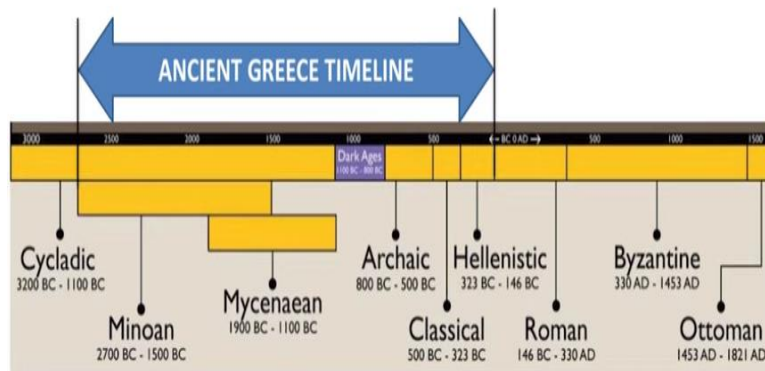 ANCIENT GREECE TIMELINE
3000 2500 2000 1500 1000 500 BC 0 AD 500 1000 1500
Dark Ages
1100 BC - 800 BC
Cycladic
3200 BC - 1100 BC
Minoan
2700 BC - 1500 BC
Mycenaean
1900 BC - 1100 BC
Archaic
800 BC - 500 BC
Classical
500 BC - 323 BC
Hellenistic
323 BC - 146 BC
Roman
146 BC - 330 AD
Byzantine
330 AD - 1453 AD
Ottoman
1453 AD - 1821 AD